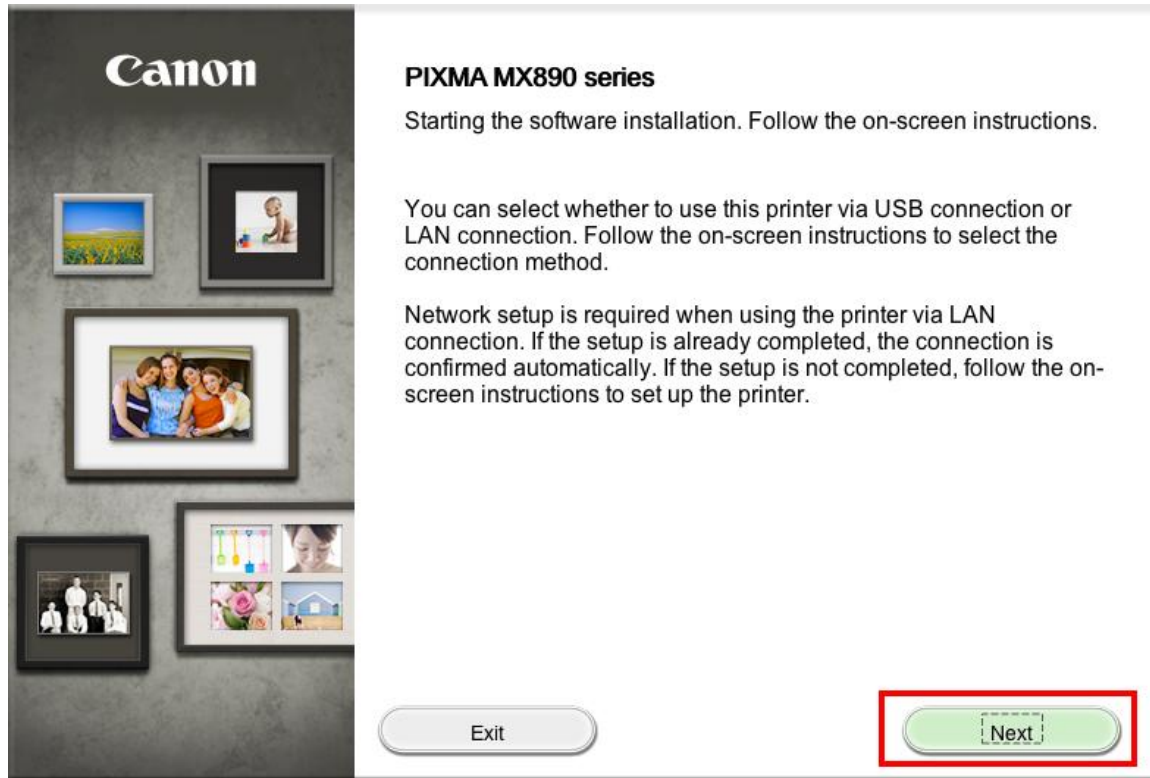 Canon
PIXMA MX890 series
Starting the software installation. Follow the on-screen instructions.
You can select whether to use this printer via USB connection or
LAN connection. Follow the on-screen instructions to select the
connection method.
Network setup is required when using the printer via LAN
connection. If the setup is already completed, the connection is
confirmed automatically. If the setup is not completed, follow the on-
screen instructions to set up the printer.
Exit
Next